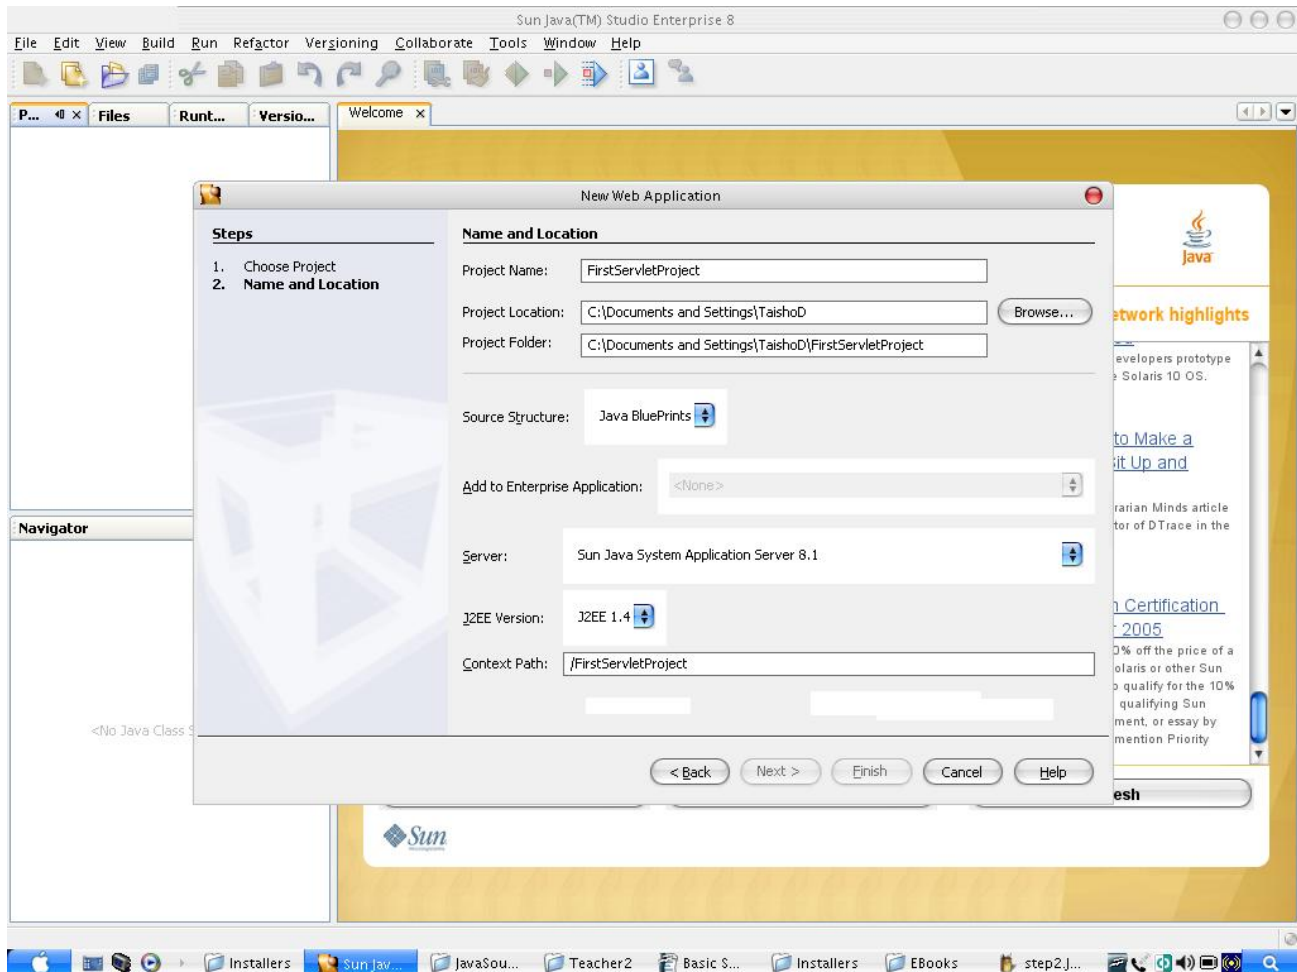 Sun Java(TM) Studio Enterprise 8
File Edit View Build Run Refactor Versioning Collaborate Tools Window Help
P... Files Runt... Versio... Welcome
New Web Application
Steps
1. Choose Project
2. Name and Location
Name and Location
Project Name: FirstServletProject
Project Location: C:\Documents and Settings\TaishoD Browse...
Project Folder: C:\Documents and Settings\TaishoD\FirstServletProject
Source Structure: Java BluePrints
Add to Enterprise Application: <None>
Server: Sun Java System Application Server 8.1
J2EE Version: J2EE 1.4
Context Path: /FirstServletProject
< Back Next > Finish Cancel Help
Navigator
<No Java Class
Java
etwork highlights
evelopers prototype
Solaris 10 OS.
to Make a
it Up and
rarian Minds article
tor of DTrace in the
Certification
2005
% off the price of a
olaris or other Sun
qualify for the 10%
qualifying Sun
ment, or essay by
mention Priority
esh
Sun
Installers Sun Jav... JavaSou... Teacher2 Basic S... Installers EBooks step2.J...